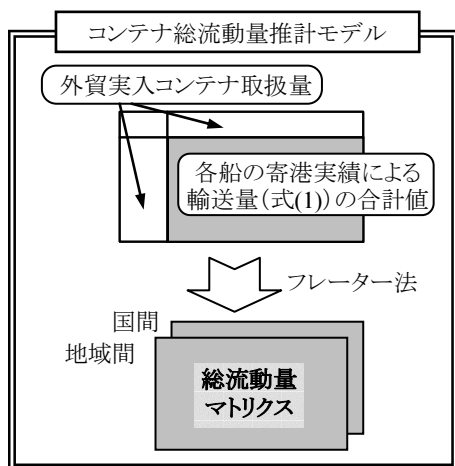 コンテナ総流動量推計モデル
外貿実入コンテナ取扱量
各船の寄港実績による
輸送量（式(1)）の合計値
フレーター法
国間
地域間
総流動量
マトリクス